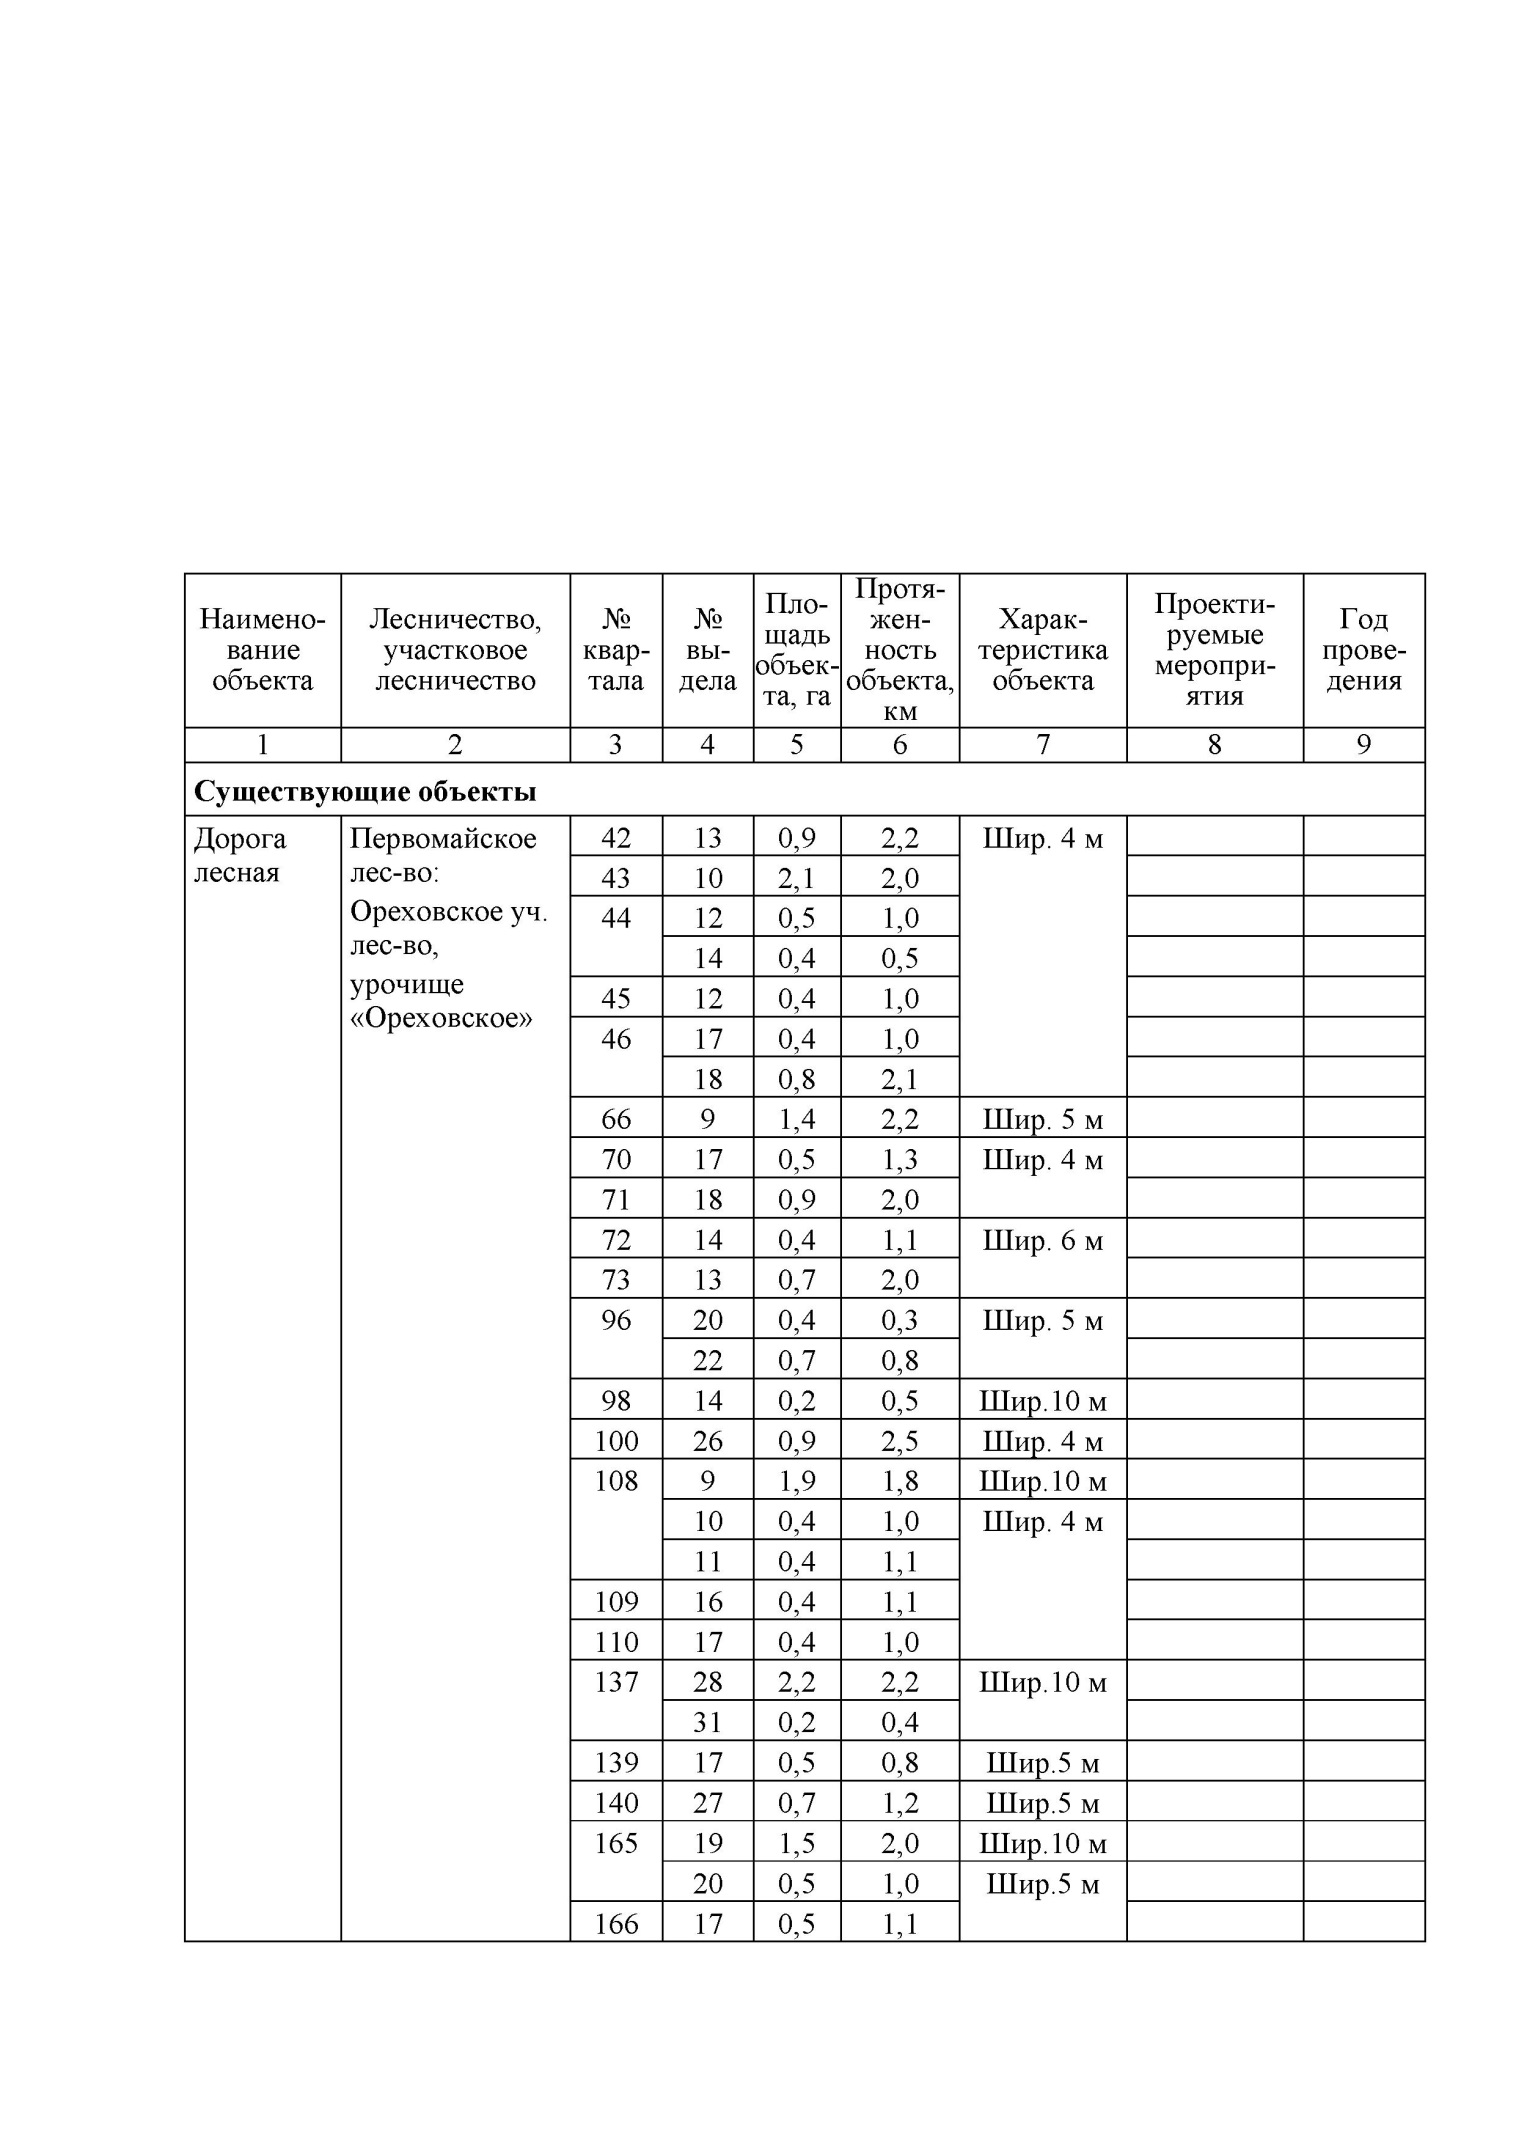 Наимено-
вание
объекта
Лесничество,
участковое
лесничество
№
квар-
тала
№
вы-
дела
Пло-
щадь
объек-
та, га
Протя-
жен-
ность
объекта,
км
Харак-
теристика
объекта
Проекти-
руемые
меропри-
ятия
Год
прове-
дения
1 2 3 4 5 6 7 8 9
Существующие объекты
Дорога
лесная
Первомайское
лес-во:
Ореховское уч.
лес-во,
урочище
«Ореховское»
42 13 0,9 2,2 Шир. 4 м
43 10 2,1 2,0
44 12 0,5 1,0
14 0,4 0,5
45 12 0,4 1,0
46 17 0,4 1,0
18 0,8 2,1
66 9 1,4 2,2 Шир. 5 м
70 17 0,5 1,3 Шир. 4 м
71 18 0,9 2,0
72 14 0,4 1,1 Шир. 6 м
73 13 0,7 2,0
96 20 0,4 0,3 Шир. 5 м
22 0,7 0,8
98 14 0,2 0,5 Шир.10 м
100 26 0,9 2,5 Шир. 4 м
108 9 1,9 1,8 Шир.10 м
10 0,4 1,0 Шир. 4 м
11 0,4 1,1
109 16 0,4 1,1
110 17 0,4 1,0
137 28 2,2 2,2 Шир.10 м
31 0,2 0,4
139 17 0,5 0,8 Шир.5 м
140 27 0,7 1,2 Шир.5 м
165 19 1,5 2,0 Шир.10 м
20 0,5 1,0 Шир.5 м
166 17 0,5 1,1